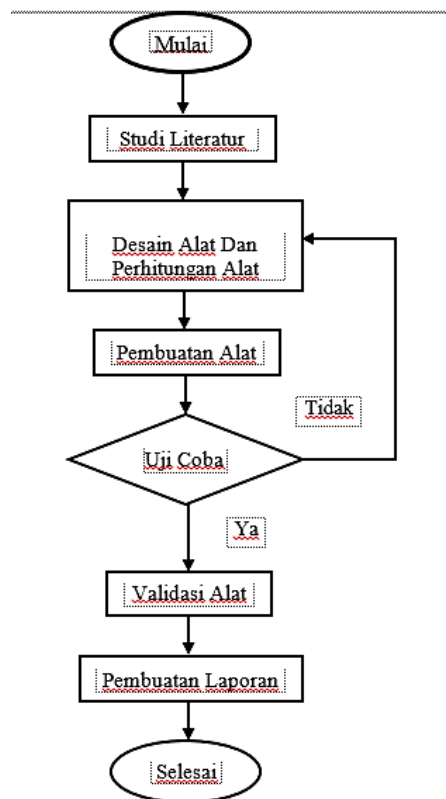 Mulai
Studi Literatur
Desain Alat Dan
Perhitungan Alat
Pembuatan Alat
Tidak
Uji Coba
Ya
Validasi Alat
Pembuatan Laporan
Selesai